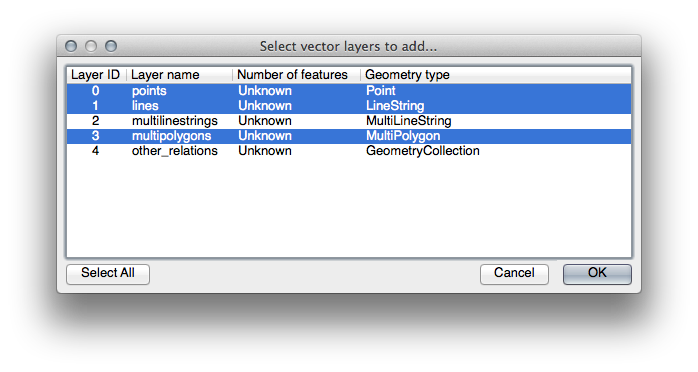 Select vector layers to add...
Layer ID Layer name Number of features Geometry type
0 points Unknown Point
1 lines Unknown LineString
2 multilinestrings Unknown MultiLineString
3 multipolygons Unknown MultiPolygon
4 other_relations Unknown GeometryCollection
Select All Cancel OK